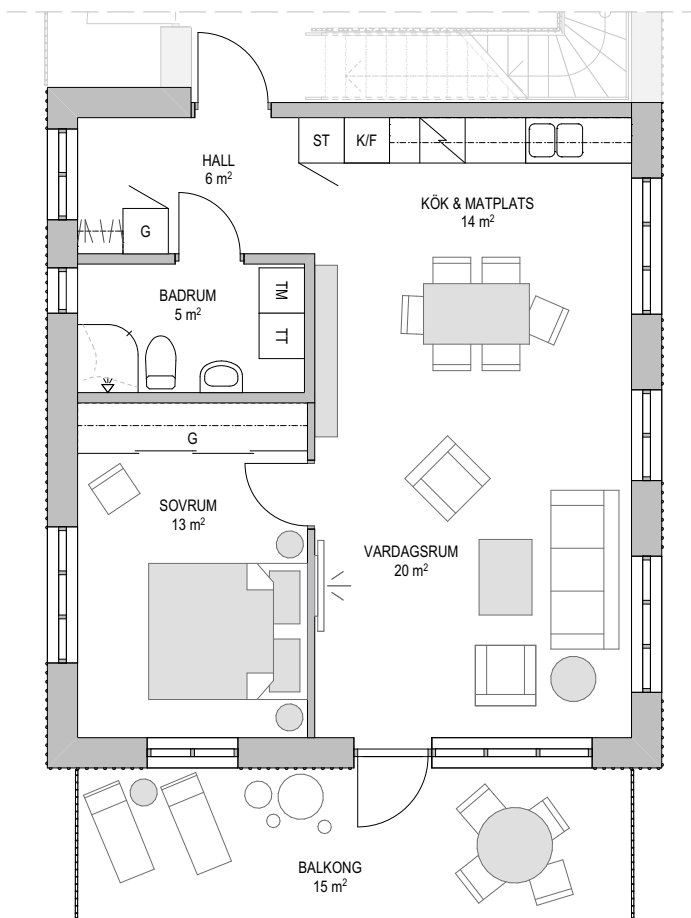 ST
K/F
HALL
6 m²
KÖK & MATPLATS
14 m²
G
BADRUM
5 m²
TM
TT
G
SOVRUM
13 m²
VARDAGSRUM
20 m²
BALKONG
15 m²